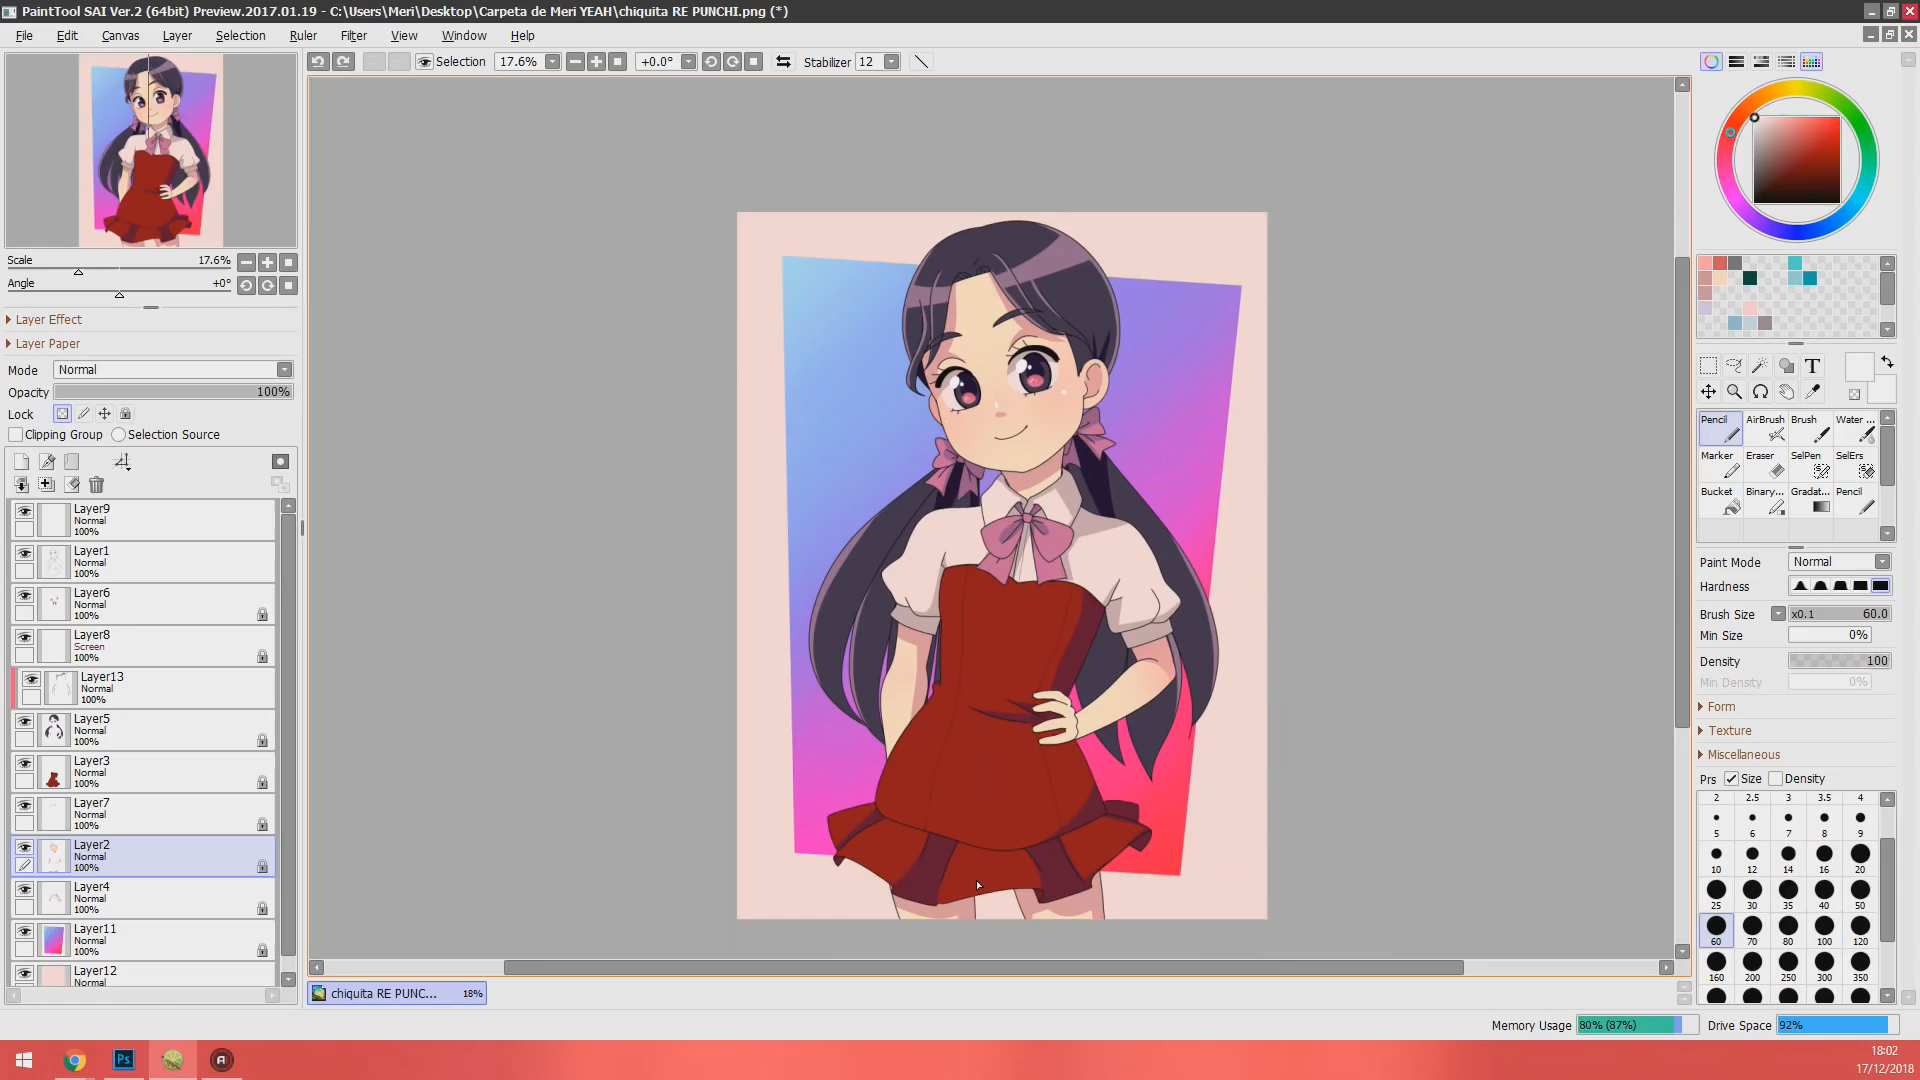 PaintTool SAI Ver.2 (64bit) Preview.2017.01.19 - C:\Users\Meri\Desktop\Carpeta de Meri YEAH\chiquita RE PUNCHI.png (*)
File Edit Canvas Layer Selection Ruler Filter View Window Help
Selection 17.6% +0.0° Stabilizer 12
Scale 17.6%
Angle +0°
Layer Effect
Layer Paper
Mode Normal
Opacity 100%
Lock
Clipping Group Selection Source
Layer9
Normal
100%
Layer1
Normal
100%
Layer6
Normal
100%
Layer8
Screen
100%
Layer13
Normal
100%
Layer5
Normal
100%
Layer3
Normal
100%
Layer7
Normal
100%
Layer2
Normal
100%
Layer4
Normal
100%
Layer11
Normal
100%
Layer12
Normal
chiquita RE PUNC... 18%
T
Pencil AirBrush Brush Water ...
Marker Eraser SelPen SelErs
Bucket Binary... Gradat... Pencil
Paint Mode Normal
Hardness
Brush Size x0.1 60.0
Min Size 0%
Density 100
Min Density 0%
Form
Texture
Miscellaneous
Prs Size Density
2 2.5 3 3.5 4
5 6 7 8 9
10 12 14 16 20
25 30 35 40 50
60 70 80 100 120
160 200 250 300 350
Memory Usage 80% (87%) Drive Space 92%
Ps
18:02
17/12/2018